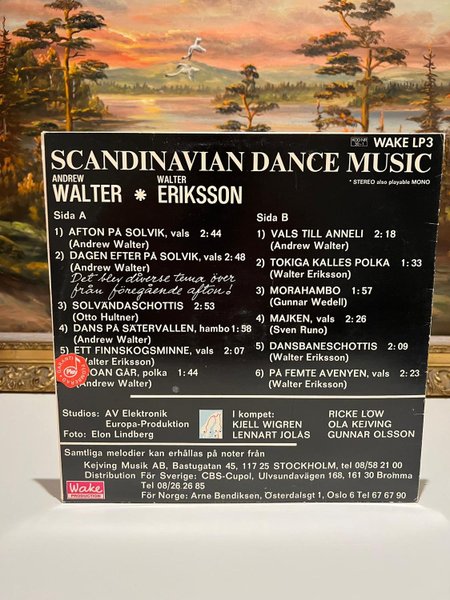 WAKE LP3
SCANDINAVIAN DANCE MUSIC
* STEREO also playable MONO
ANDREW
WALTER * WALTER
ERIKSSON
Sida A
1) AFTON PÅ SOLVIK, vals 2:44
(Andrew Walter)
2) DAGEN EFTER PÅ SOLVIK, vals 2:48
(Andrew Walter)
Det blev diverse tema över
från föregående afton!
3) SOLVÄNDASCHOTTIS 2:53
(Otto Hultner)
4) DANS PÅ SÄTERVALLEN, hambo 1:58
(Andrew Walter)
5) ETT FINNSKOGSMINNE, vals 2:07
(Walter Eriksson)
OAN GÅR, polka 1:44
(Andrew Walter)
Sida B
1) VALS TILL ANNELI 2:18
(Andrew Walter)
2) TOKIGA KALLES POLKA 1:33
(Walter Eriksson)
3) MORAHAMBO 1:57
(Gunnar Wedell)
4) MAJKEN, vals 2:26
(Sven Runo)
5) DANSBANESCHOTTIS 2:09
(Walter Eriksson)
6) PÅ FEMTE AVENYEN, vals 2:23
(Walter Eriksson)
Studios: AV Elektronik
Europa-Produktion
Foto: Elon Lindberg
I kompet:
KJELL WIGREN
LENNART JOLÅS
RICKE LÖW
OLA KEJVING
GUNNAR OLSSON
Samtliga melodier kan erhållas på noter från
Kejving Musik AB, Bastugatan 45, 117 25 STOCKHOLM, tel 08/58 21 00
Distribution För Sverige: CBS-Cupol, Ulvsundavägen 168, 161 30 Bromma
Tel 08/26 26 85
För Norge: Arne Bendiksen, Österdalsgt 1, Oslo 6 Tel 67 67 90
Wake
PRODUCTION